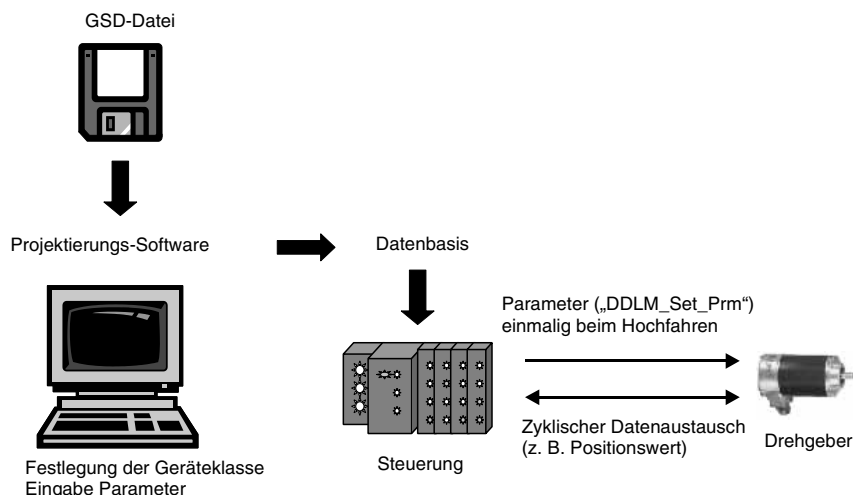 GSD-Datei
Projektierungs-Software
Datenbasis
Parameter („DDLM_Set_Prm“)
einmalig beim Hochfahren
Zyklischer Datenaustausch
(z. B. Positionswert)
Drehgeber
Steuerung
Festlegung der Geräteklasse
Eingabe Parameter